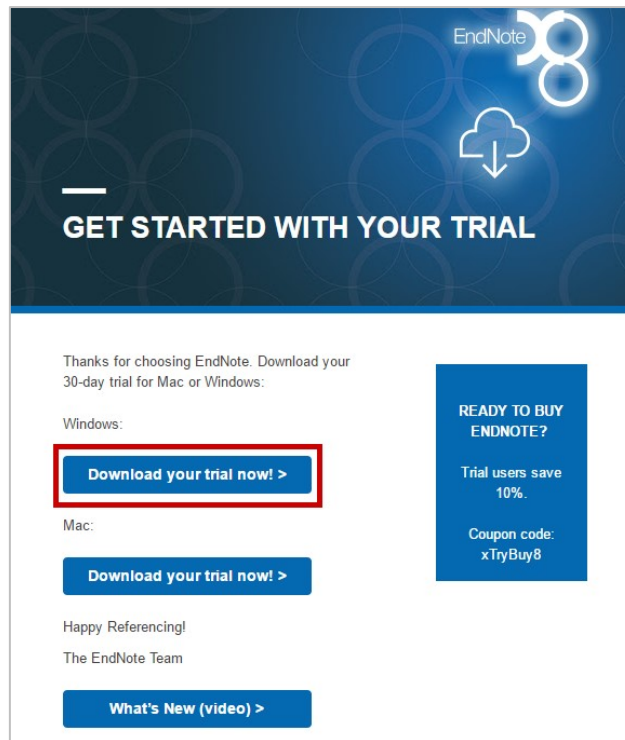 EndNote X8
GET STARTED WITH YOUR TRIAL
Thanks for choosing EndNote. Download your
30-day trial for Mac or Windows:
Windows:
Download your trial now! >
Mac:
Download your trial now! >
Happy Referencing!
The EndNote Team
What's New (video) >
READY TO BUY
ENDNOTE?
Trial users save
10%.
Coupon code:
xTryBuy8